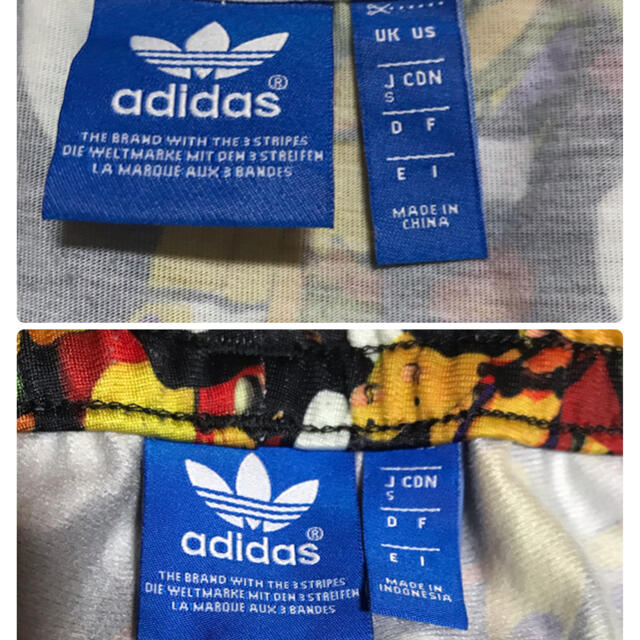 adidas®
THE BRAND WITH THE 3 STRIPES
DIE WELTMARKE MIT DEN 3 STREIFEN
LA MARQUE AUX 3 BANDES
UK US
J CDN
S
D F
E I
MADE IN
CHINA
adidas®
THE BRAND WITH THE 3 STRIPES
DIE WELTMARKE MIT DEN 3 STREIFEN
LA MARQUE AUX 3 BANDES
J CDN
S
D F
E I
MADE IN
INDONESIA